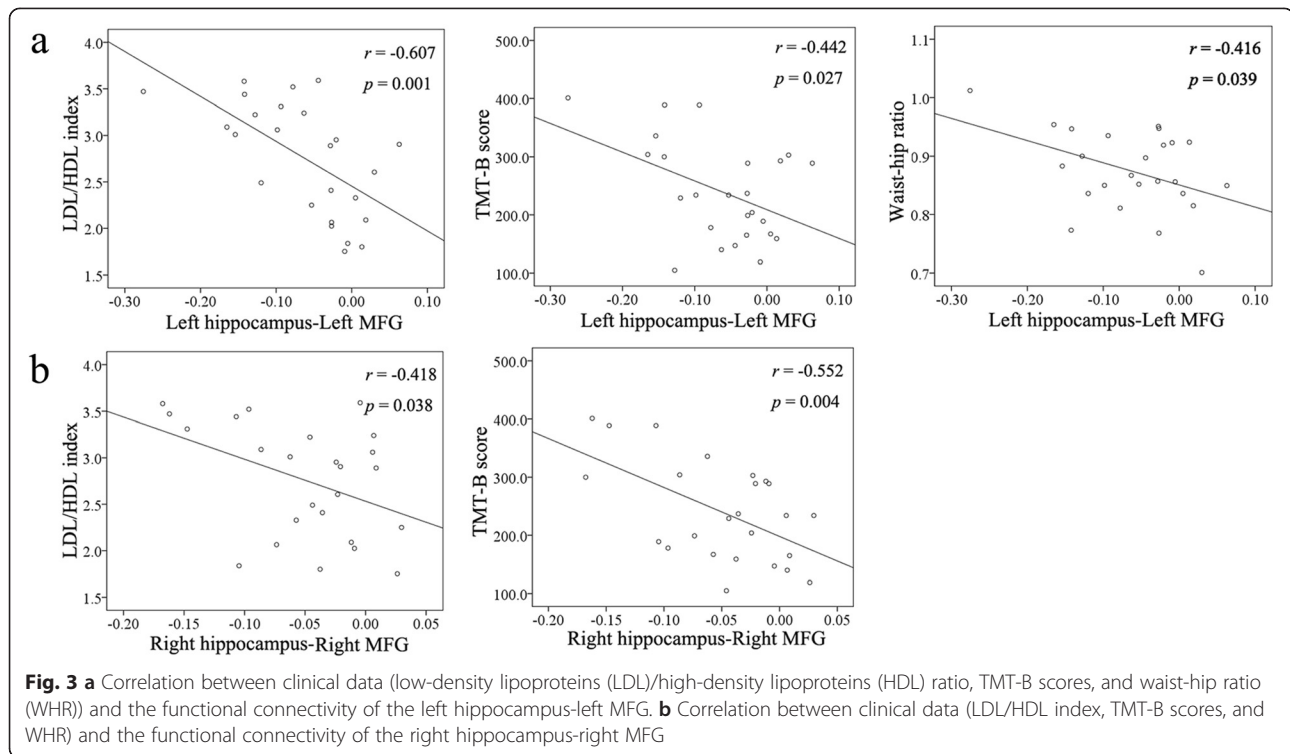 a
LDL/HDL index
4.0
3.5
3.0
2.5
2.0
1.5
r = -0.607
p = 0.001
-0.30 -0.20 -0.10 0.00 0.10
Left hippocampus-Left MFG
TMT-B score
500.0
400.0
300.0
200.0
100.0
r = -0.442
p = 0.027
-0.30 -0.20 -0.10 0.00 0.10
Left hippocampus-Left MFG
Waist-hip ratio
1.1
1.0
0.9
0.8
0.7
r = -0.416
p = 0.039
-0.30 -0.20 -0.10 0.00 0.10
Left hippocampus-Left MFG
b
LDL/HDL index
4.0
3.5
3.0
2.5
2.0
1.5
r = -0.418
p = 0.038
-0.20 -0.15 -0.10 -0.05 0.00 0.05
Right hippocampus-Right MFG
TMT-B score
500.0
400.0
300.0
200.0
100.0
r = -0.552
p = 0.004
-0.20 -0.15 -0.10 -0.05 0.00 0.05
Right hippocampus-Right MFG
Fig. 3 a Correlation between clinical data (low-density lipoproteins (LDL)/high-density lipoproteins (HDL) ratio, TMT-B scores, and waist-hip ratio
(WHR)) and the functional connectivity of the left hippocampus-left MFG. b Correlation between clinical data (LDL/HDL index, TMT-B scores, and
WHR) and the functional connectivity of the right hippocampus-right MFG